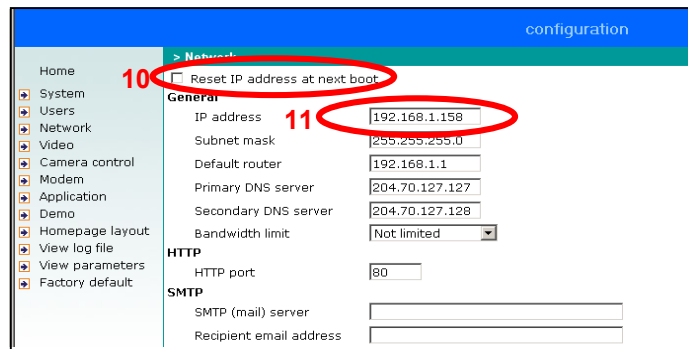 configuration
> Network
Home
10
Reset IP address at next boot
System
General
Users
IP address
11
192.168.1.158
Network
Subnet mask
255.255.255.0
Video
Camera control
Default router
192.168.1.1
Modem
Primary DNS server
204.70.127.127
Application
Demo
Secondary DNS server
204.70.127.128
Homepage layout
Bandwidth limit
Not limited
View log file
HTTP
View parameters
HTTP port
80
Factory default
SMTP
SMTP (mail) server
Recipient email address